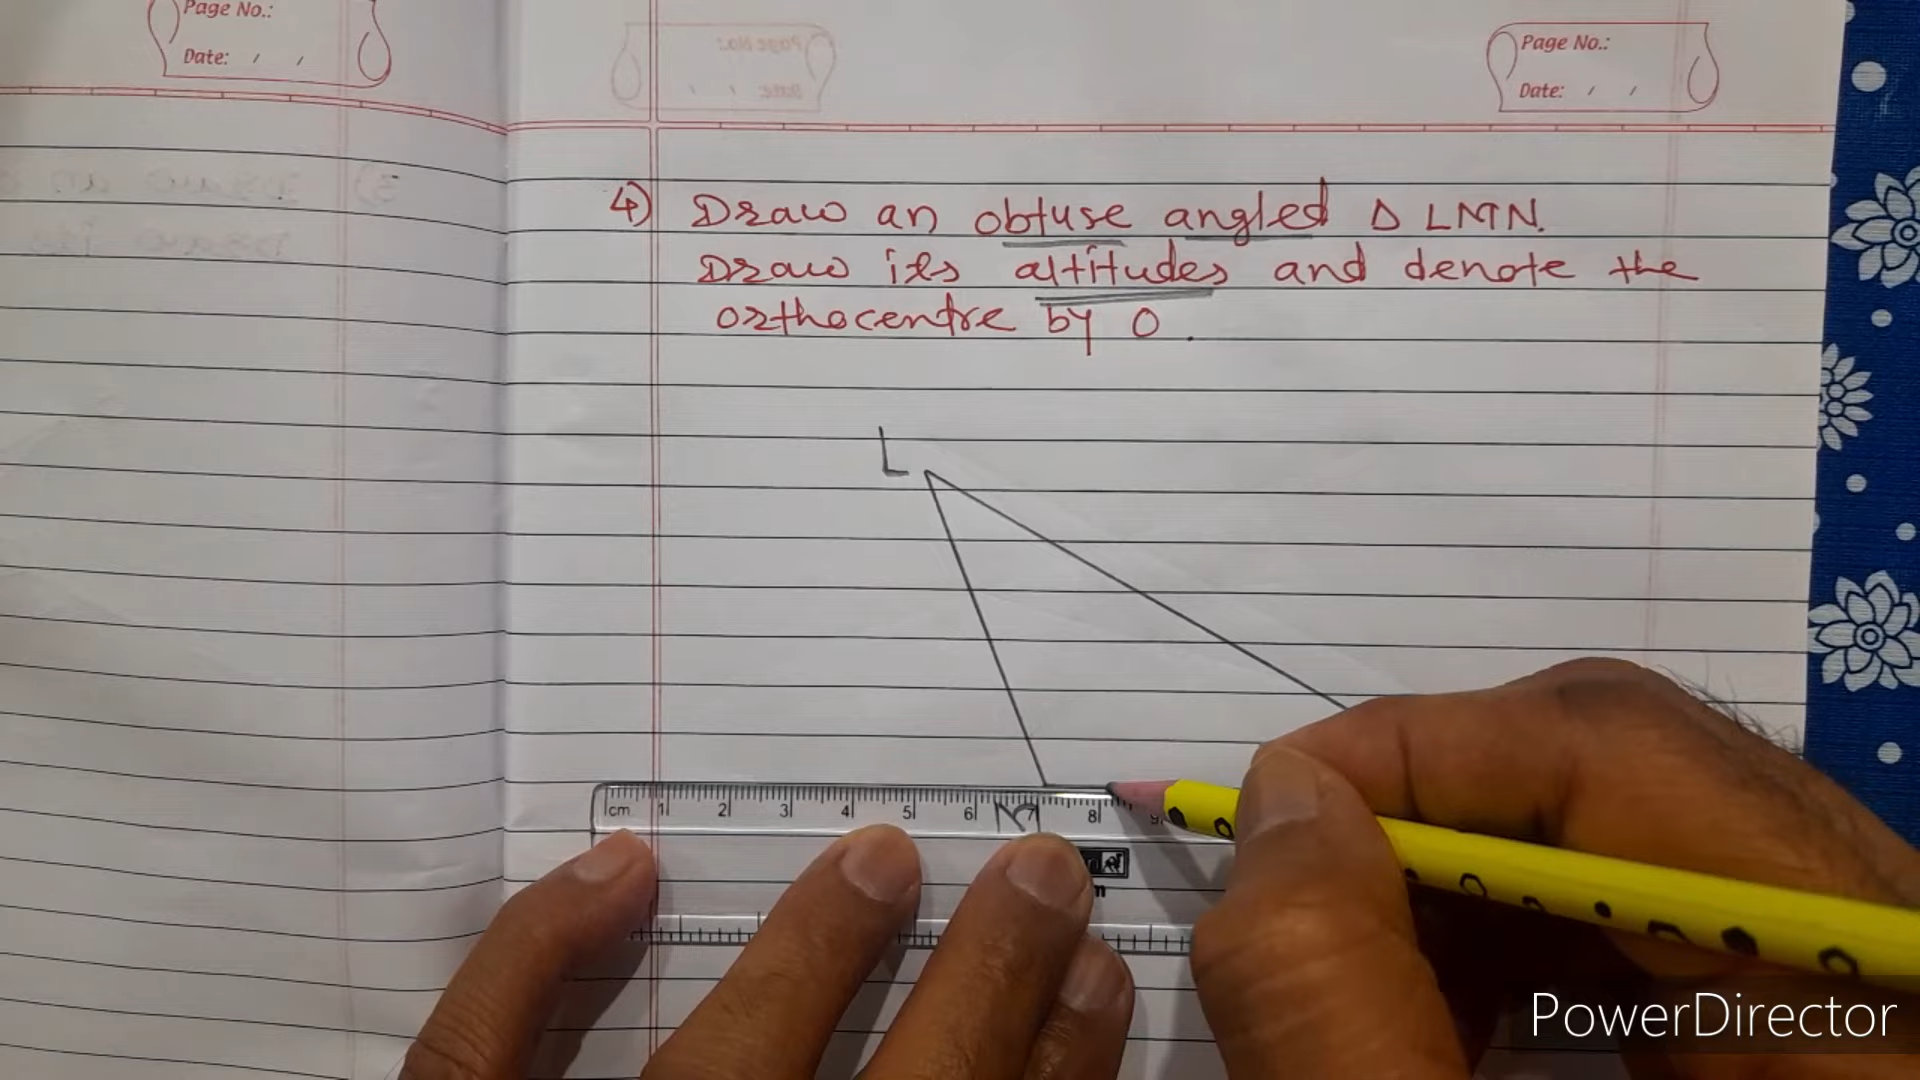 Page No.:
Date: / /
Page No.:
Date: / /
4) Draw an obtuse angled Δ LMN.
Draw its altitudes and denote the
orthocentre by O.
L
cm 1 2 3 4 5 6 7 8 9
M
PowerDirector